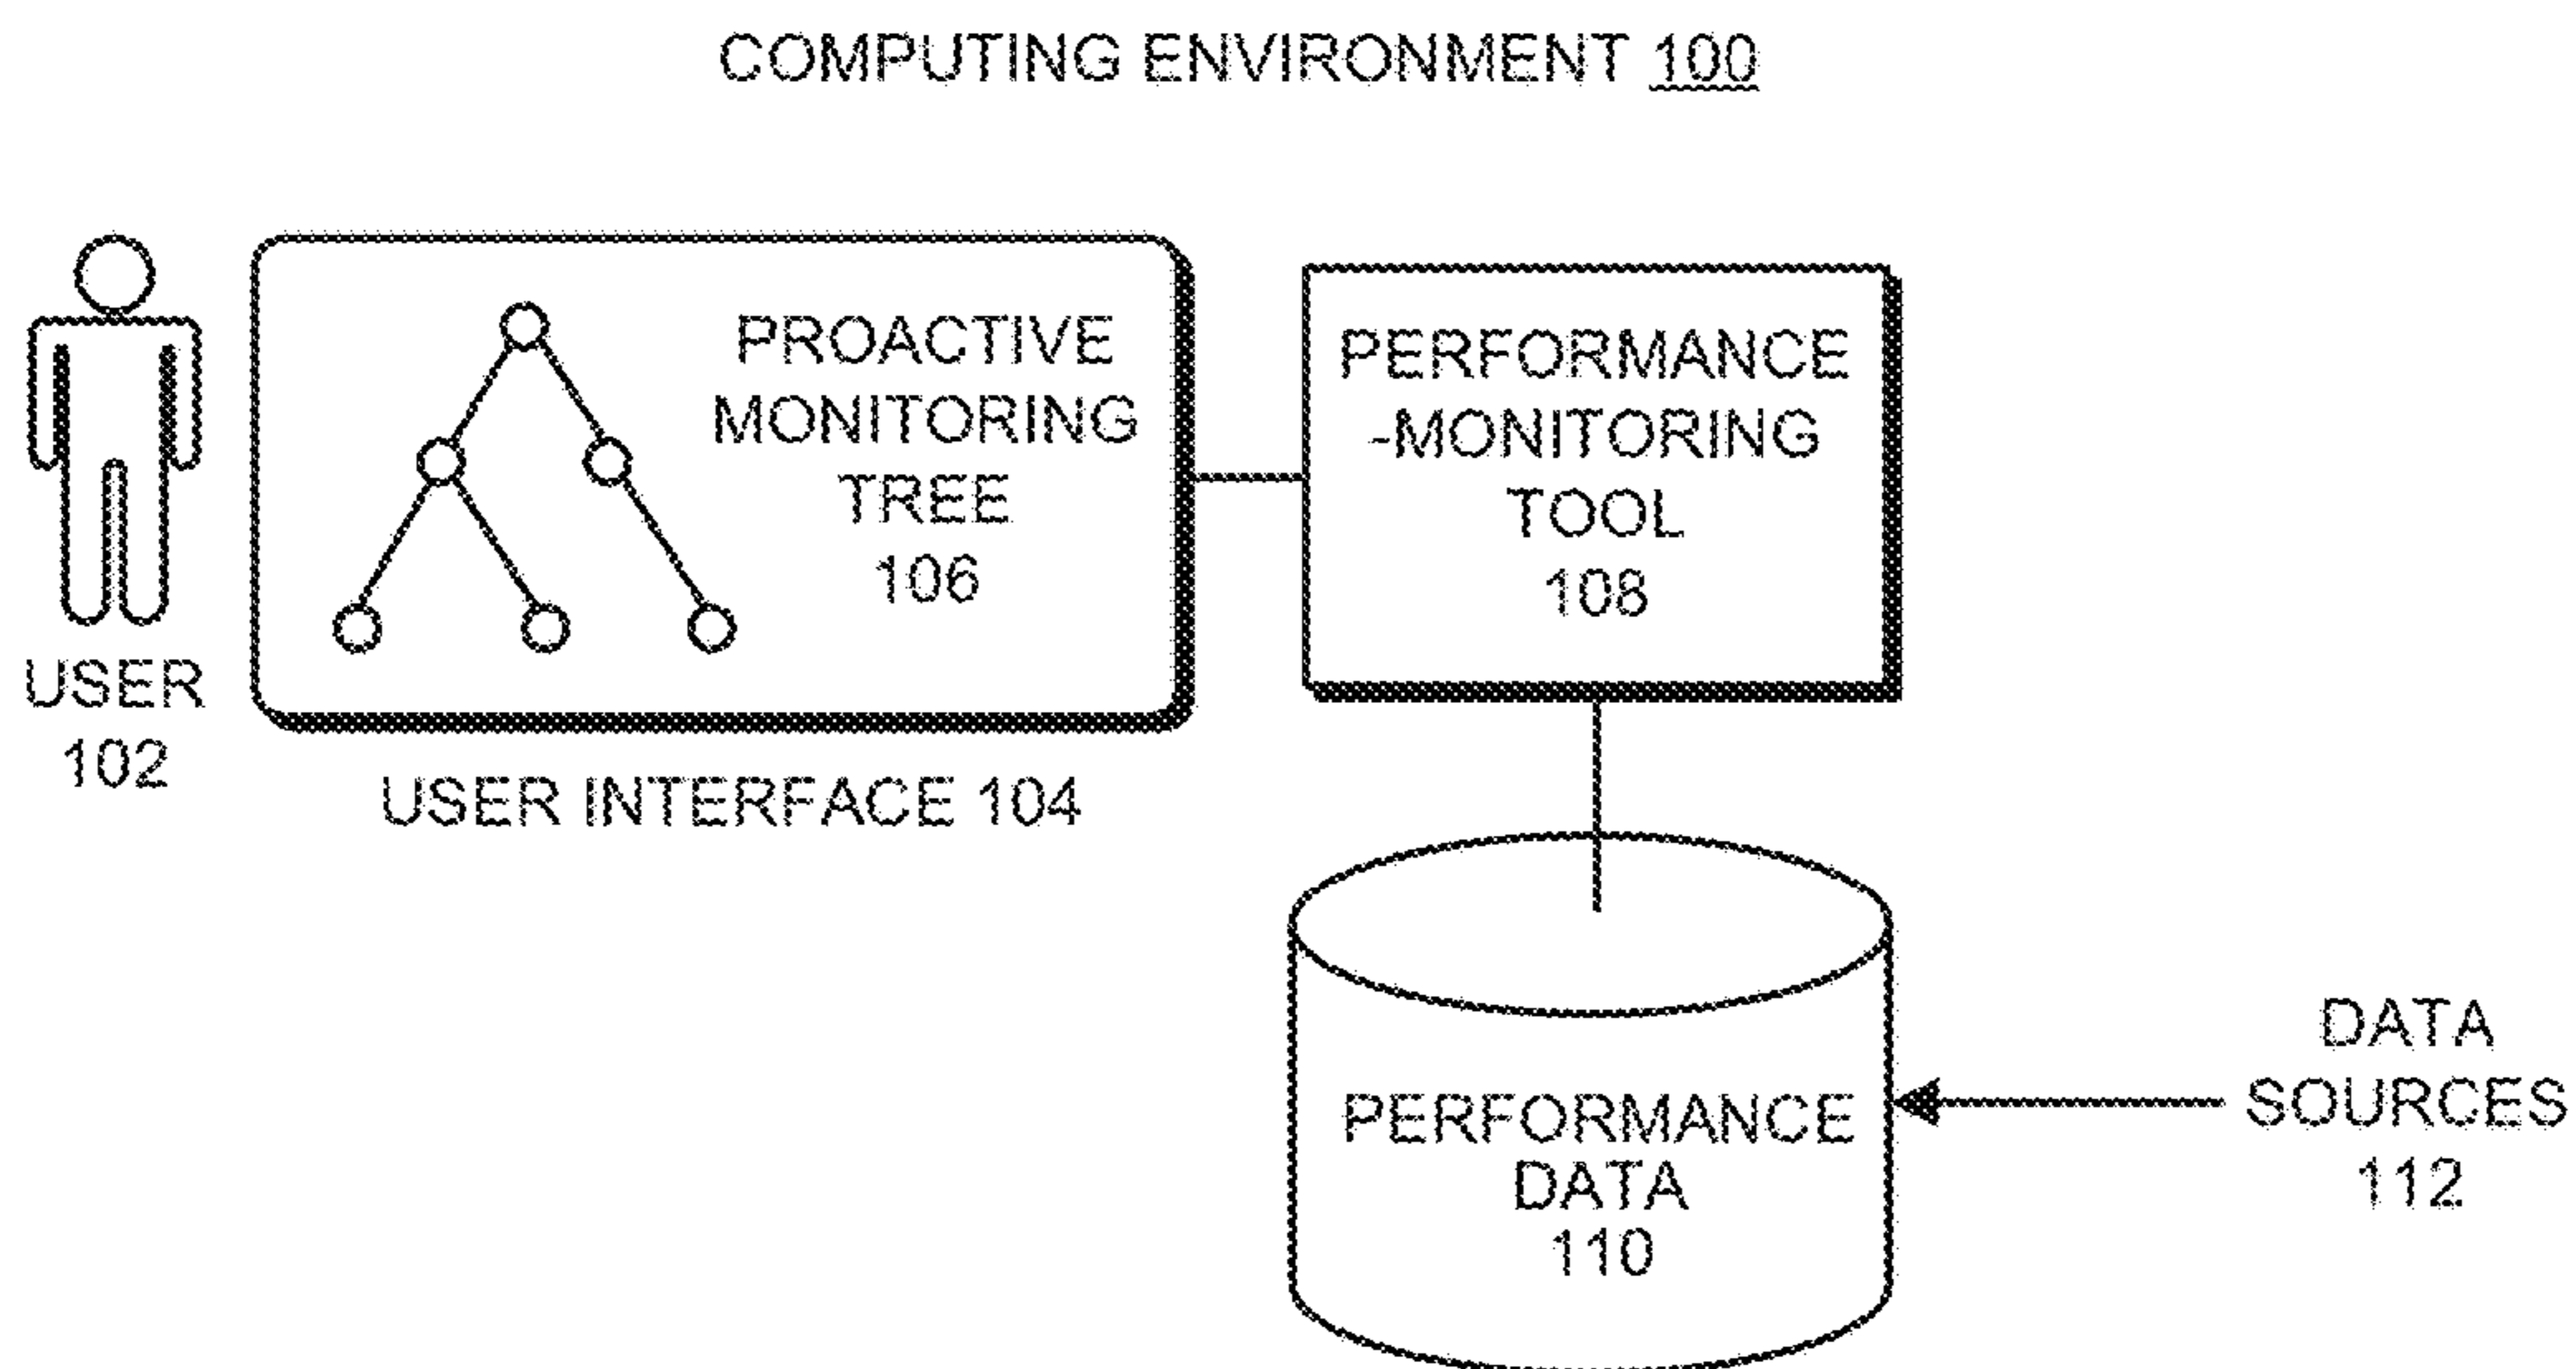 COMPUTING ENVIRONMENT 100
PROACTIVE
MONITORING
TREE
106
PERFORMANCE
-MONITORING
TOOL
108
USER
102
USER INTERFACE 104
PERFORMANCE
DATA
110
DATA
SOURCES
112